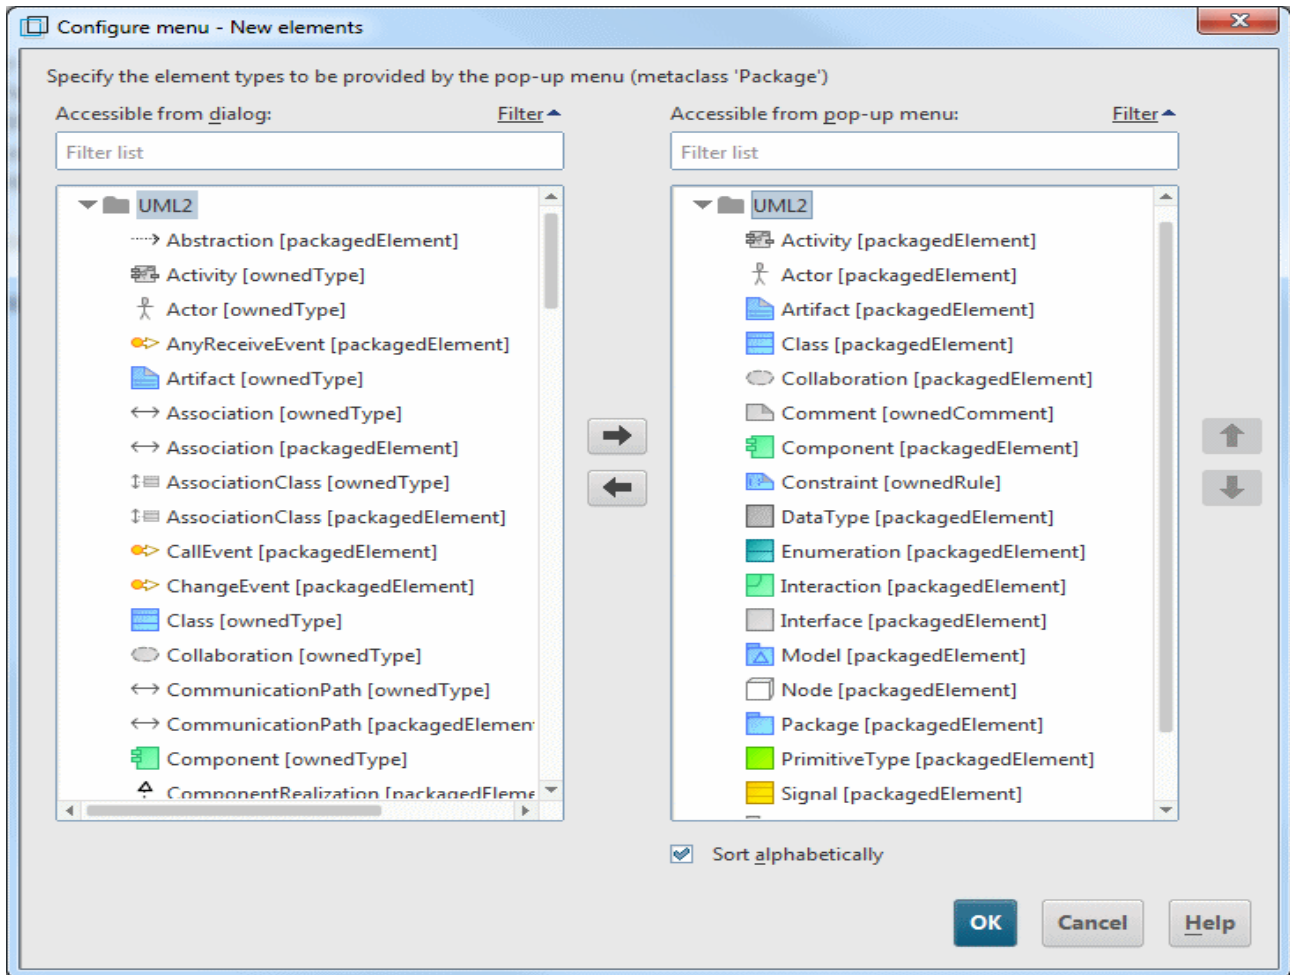 Configure menu - New elements
Specify the element types to be provided by the pop-up menu (metaclass 'Package')
Accessible from dialog:
Filter
Filter list
UML2
Abstraction [packagedElement]
Activity [ownedType]
Actor [ownedType]
AnyReceiveEvent [packagedElement]
Artifact [ownedType]
Association [ownedType]
Association [packagedElement]
AssociationClass [ownedType]
AssociationClass [packagedElement]
CallEvent [packagedElement]
ChangeEvent [packagedElement]
Class [ownedType]
Collaboration [ownedType]
CommunicationPath [ownedType]
CommunicationPath [packagedElemen
Component [ownedType]
ComponentRealization [packagedEleme
Accessible from pop-up menu:
Filter
Filter list
UML2
Activity [packagedElement]
Actor [packagedElement]
Artifact [packagedElement]
Class [packagedElement]
Collaboration [packagedElement]
Comment [ownedComment]
Component [packagedElement]
Constraint [ownedRule]
DataType [packagedElement]
Enumeration [packagedElement]
Interaction [packagedElement]
Interface [packagedElement]
Model [packagedElement]
Node [packagedElement]
Package [packagedElement]
PrimitiveType [packagedElement]
Signal [packagedElement]
Sort alphabetically
OK
Cancel
Help